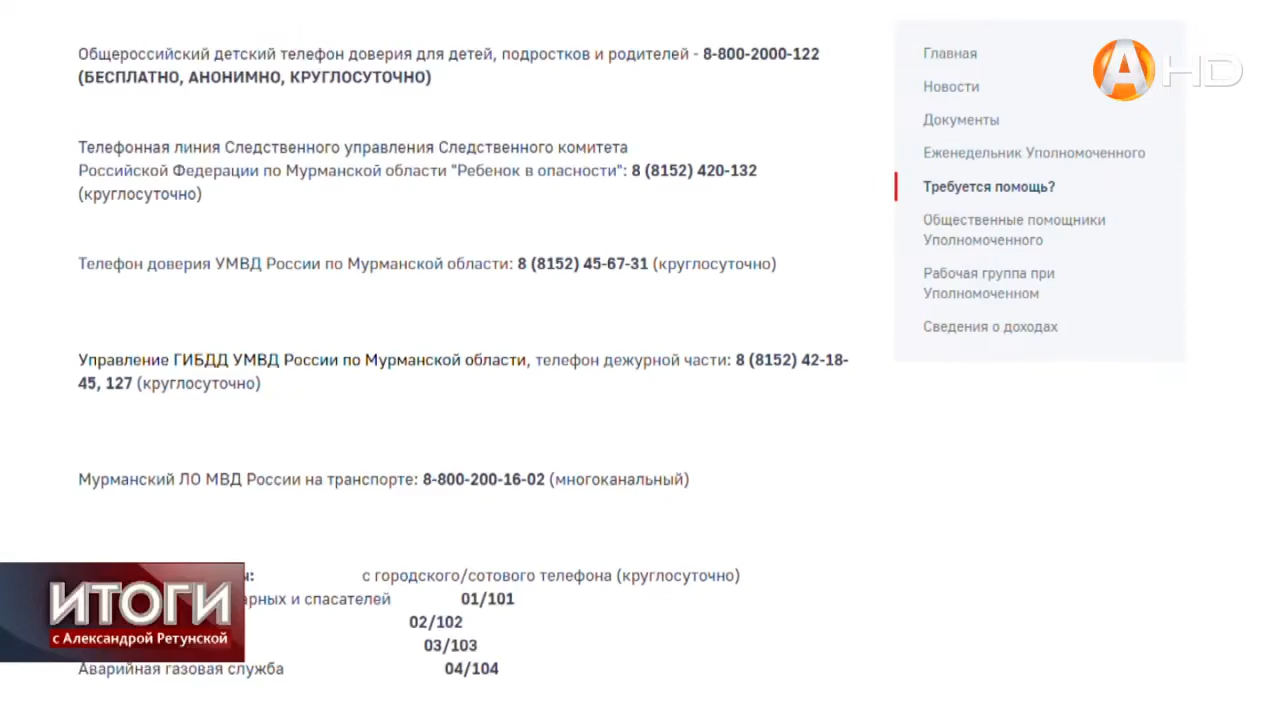 Общероссийский детский телефон доверия для детей, подростков и родителей - 8-800-2000-122
(БЕСПЛАТНО, АНОНИМНО, КРУГЛОСУТОЧНО)
Телефонная линия Следственного управления Следственного комитета
Российской Федерации по Мурманской области "Ребенок в опасности": 8 (8152) 420-132
(круглосуточно)
Телефон доверия УМВД России по Мурманской области: 8 (8152) 45-67-31 (круглосуточно)
Управление ГИБДД УМВД России по Мурманской области, телефон дежурной части: 8 (8152) 42-18-
45, 127 (круглосуточно)
Мурманский ЛО МВД России на транспорте: 8-800-200-16-02 (многоканальный)
с городского/сотового телефона (круглосуточно)
и спасателей 01/101
02/102
03/103
Аварийная газовая служба 04/104
Главная
Новости
Документы
Еженедельник Уполномоченного
Требуется помощь?
Общественные помощники
Уполномоченного
Рабочая группа при
Уполномоченном
Сведения о доходах
А HD
ИТОГИ
с Александрой Ретунской